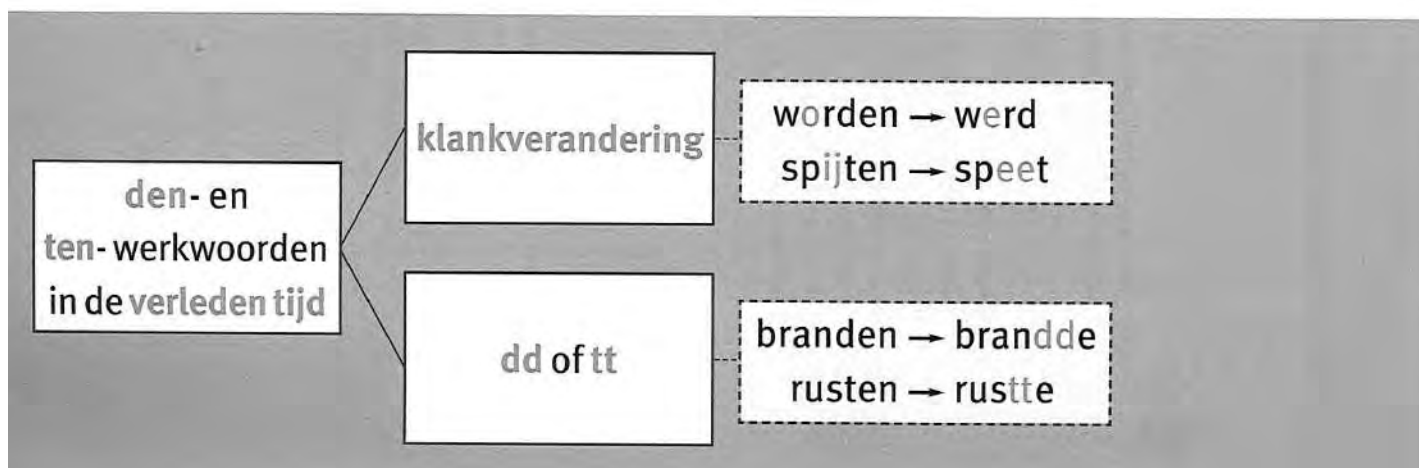 den- en
ten- werkwoorden
in de verleden tijd
klankverandering
worden → werd
spijten → speet
dd of tt
branden → brandde
rusten → rustte